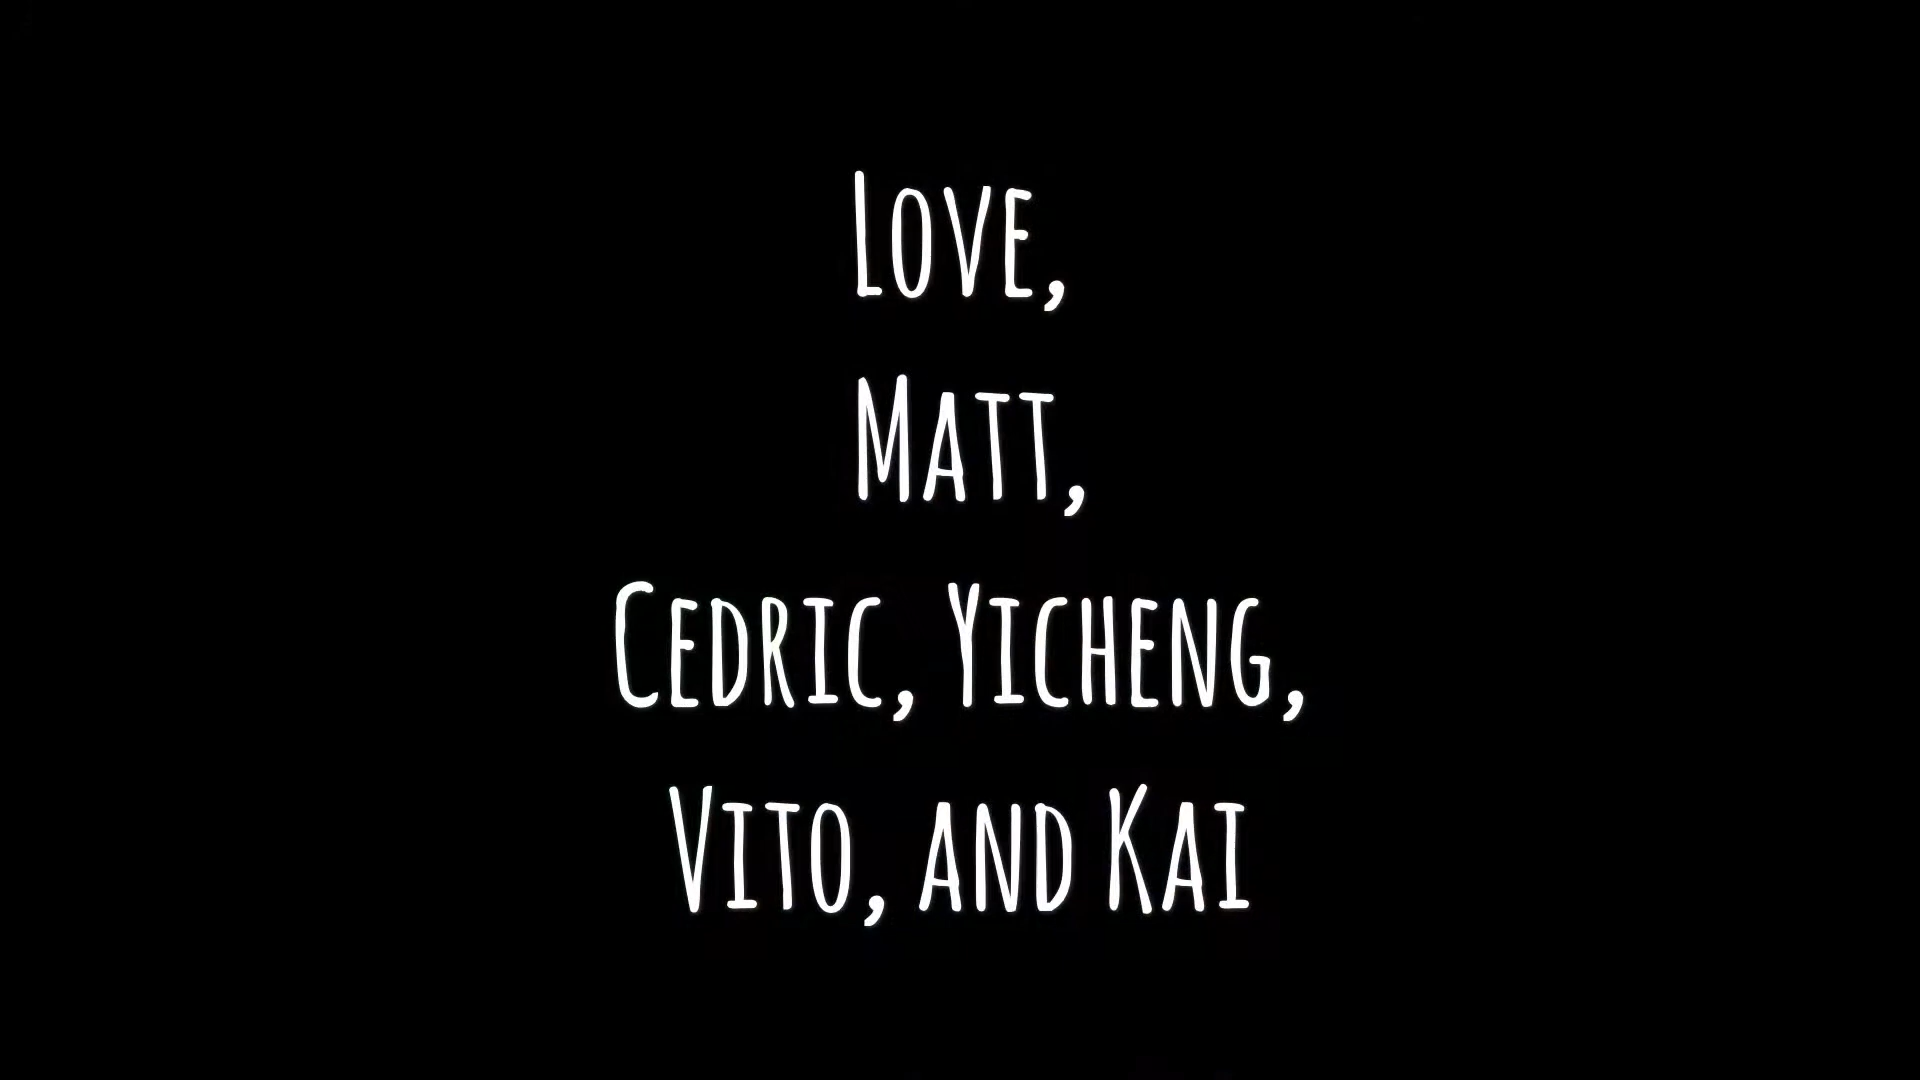 Love,
Matt,
Cedric, Yicheng,
Vito, and Kai